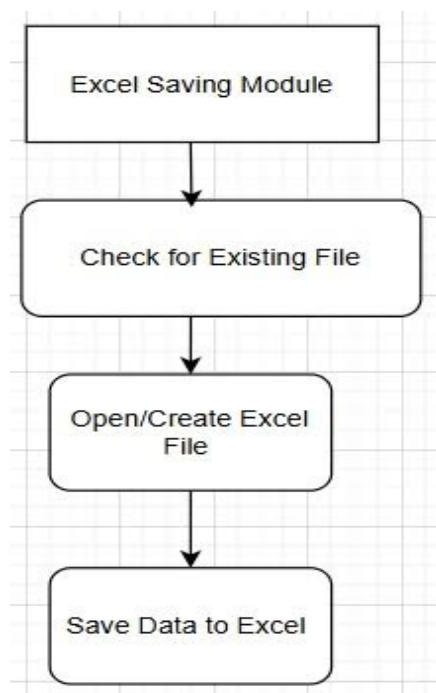 Excel Saving Module
Check for Existing File
Open/Create Excel
File
Save Data to Excel